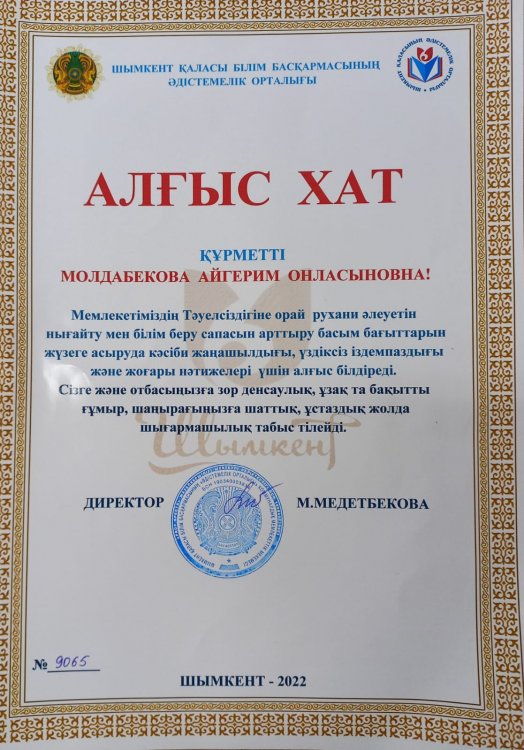 ШЫМКЕНТ ҚАЛАСЫ БІЛІМ БАСҚАРМАСЫНЫҢ
ӘДІСТЕМЕЛІК ОРТАЛЫҒЫ
АЛҒЫС ХАТ
ҚҰРМЕТТІ
МОЛДАБЕКОВА АЙГЕРИМ ОНЛАСЫНОВНА!
Мемлекетіміздің Тәуелсіздігіне орай рухани әлеуетін
нығайту мен білім беру сапасын арттыру басым бағыттарын
жүзеге асыруда кәсіби жаңашылдығы, үздіксіз іздемпаздығы
және жоғары нәтижелері үшін алғыс білдіреді.
Сізге және отбасыңызға зор денсаулық, ұзақ та бақытты
ғұмыр, шаңырағыңызға шаттық, ұстаздық жолда
шығармашылық табыс тілейді.
Шымкент
ДИРЕКТОР М.МЕДЕТБЕКОВА
№ 9065
ШЫМКЕНТ - 2022